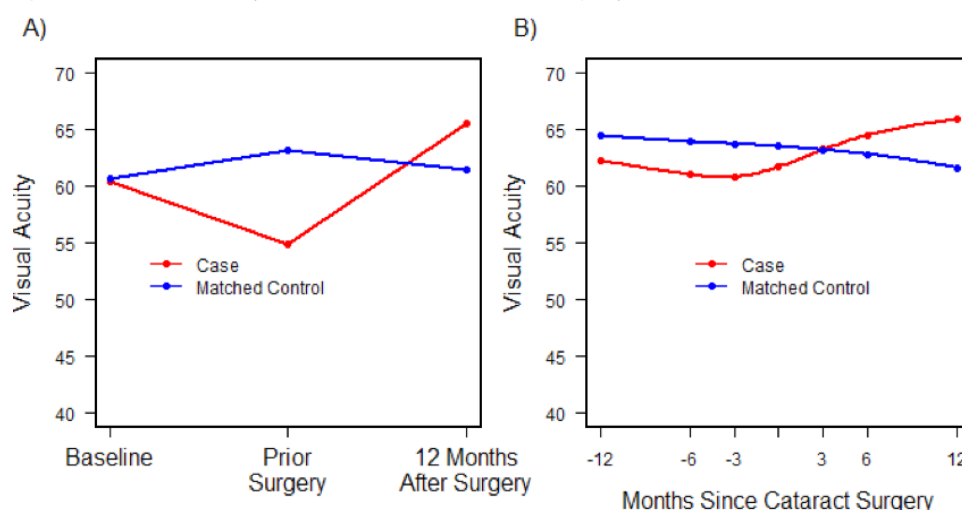 A)
70
65
60
55
50
45
40
Visual Acuity
Case
Matched Control
Baseline
Prior
Surgery
12 Months
After Surgery
B)
70
65
60
55
50
45
40
Visual Acuity
Case
Matched Control
-12
-6
-3
3
6
12
Months Since Cataract Surgery